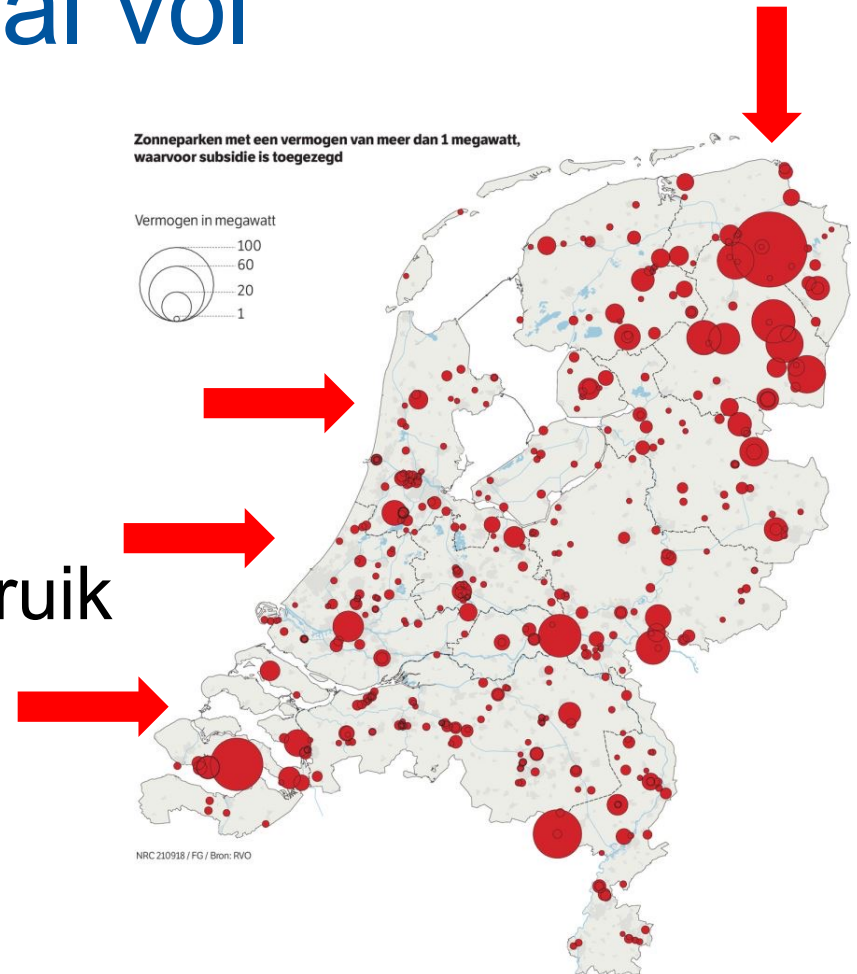 al vol
Zonneparken met een vermogen van meer dan 1 megawatt,
waarvoor subsidie is toegezegd
Vermogen in megawatt
100
60
20
1
ruik
NRC 210918 / FG / Bron: RVO